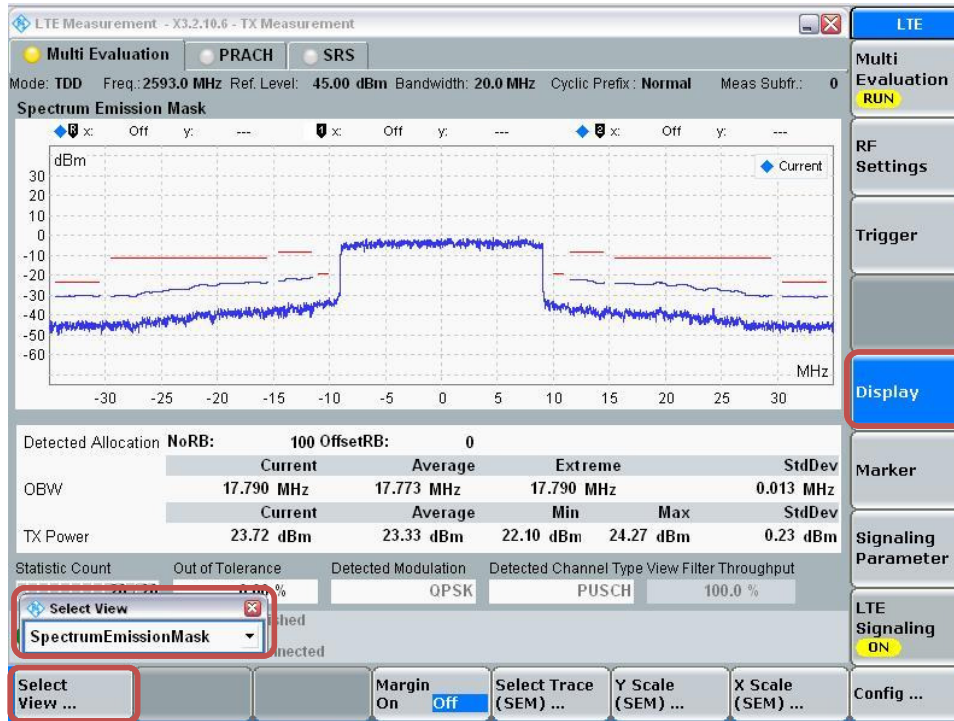 LTE Measurement - X3.2.10.6 - TX Measurement
LTE
Multi Evaluation PRACH SRS
Multi Evaluation RUN
Mode: TDD Freq.: 2593.0 MHz Ref. Level: 45.00 dBm Bandwidth: 20.0 MHz Cyclic Prefix: Normal Meas Subfr.: 0
Spectrum Emission Mask
R x: Off y: --- 1 x: Off y: --- 2 x: Off y: ---
dBm
Current
30
20
10
0
-10
-20
-30
-40
-50
-60
MHz
-30 -25 -20 -15 -10 -5 0 5 10 15 20 25 30
RF Settings
Trigger
Display
Detected Allocation NoRB: 100 OffsetRB: 0
Current Average Extreme StdDev
OBW 17.790 MHz 17.773 MHz 17.790 MHz 0.013 MHz
Current Average Min Max StdDev
TX Power 23.72 dBm 23.33 dBm 22.10 dBm 24.27 dBm 0.23 dBm
Marker
Signaling Parameter
Statistic Count Out of Tolerance Detected Modulation Detected Channel Type View Filter Throughput
QPSK PUSCH 100.0 %
Select View
SpectrumEmissionMask
LTE Signaling ON
Select View ...
Margin On Off
Select Trace (SEM) ...
Y Scale (SEM) ...
X Scale (SEM) ...
Config ...